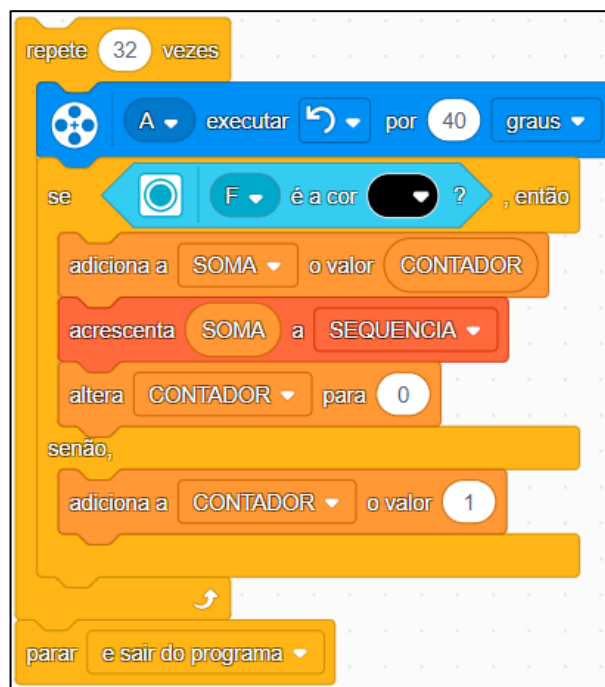 repete 32 vezes
A executar por 40 graus
se F é a cor ? , então
adiciona a SOMA o valor CONTADOR
acrescenta SOMA a SEQUENCIA
altera CONTADOR para 0
senão,
adiciona a CONTADOR o valor 1
parar e sair do programa